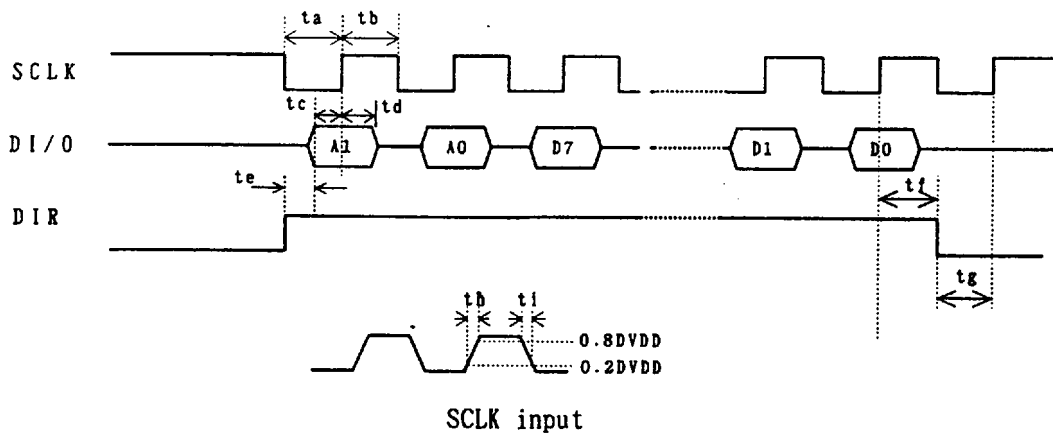 ta tb
SCLK
tc td
DI/O A1 A0 D7 D1 D0
te tf
DIR
tg
th ti
0.8DVDD
0.2DVDD
SCLK input